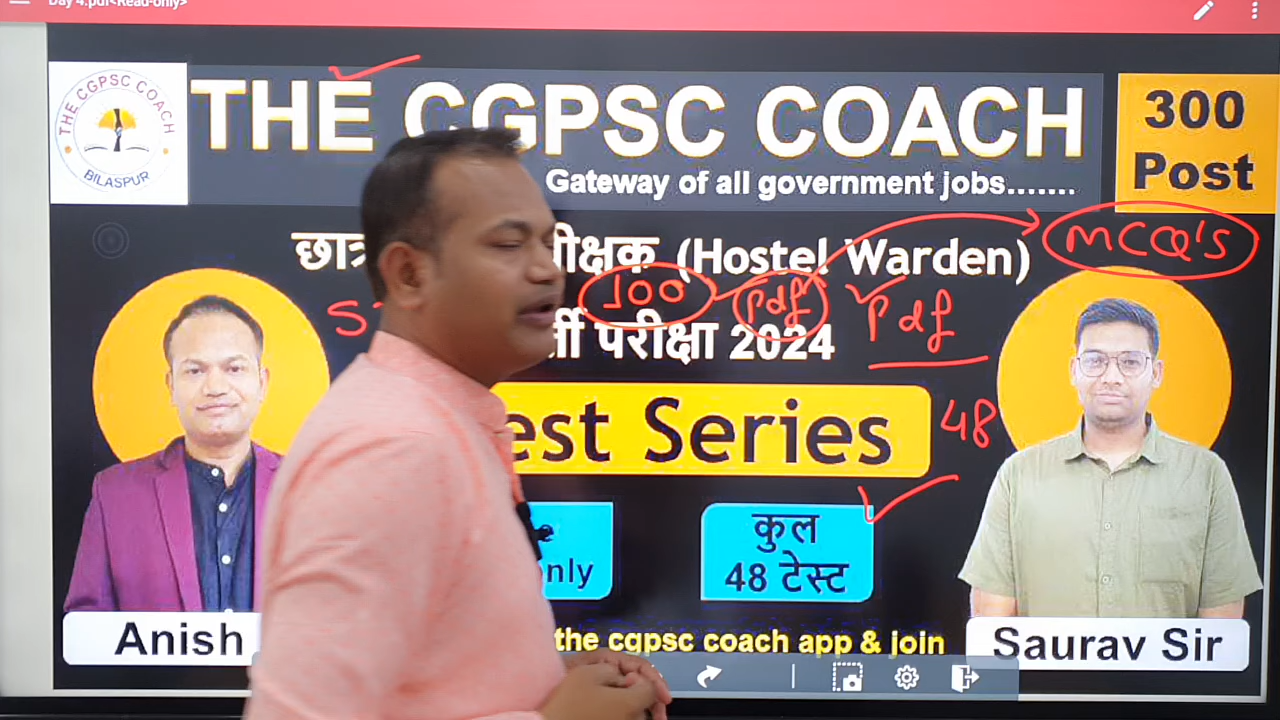 Day 4.pdf<Read-only>
THE CGPSC COACH
Gateway of all government jobs.......
300
Post
THE CGPSC COACH
BILASPUR
(Hostel Warden)
MCQ'S
100
pdf
pdf
परीक्षा 2024
est Series
48
कुल
48 टेस्ट
nly
Anish
the cgpsc coach app & join
Saurav Sir